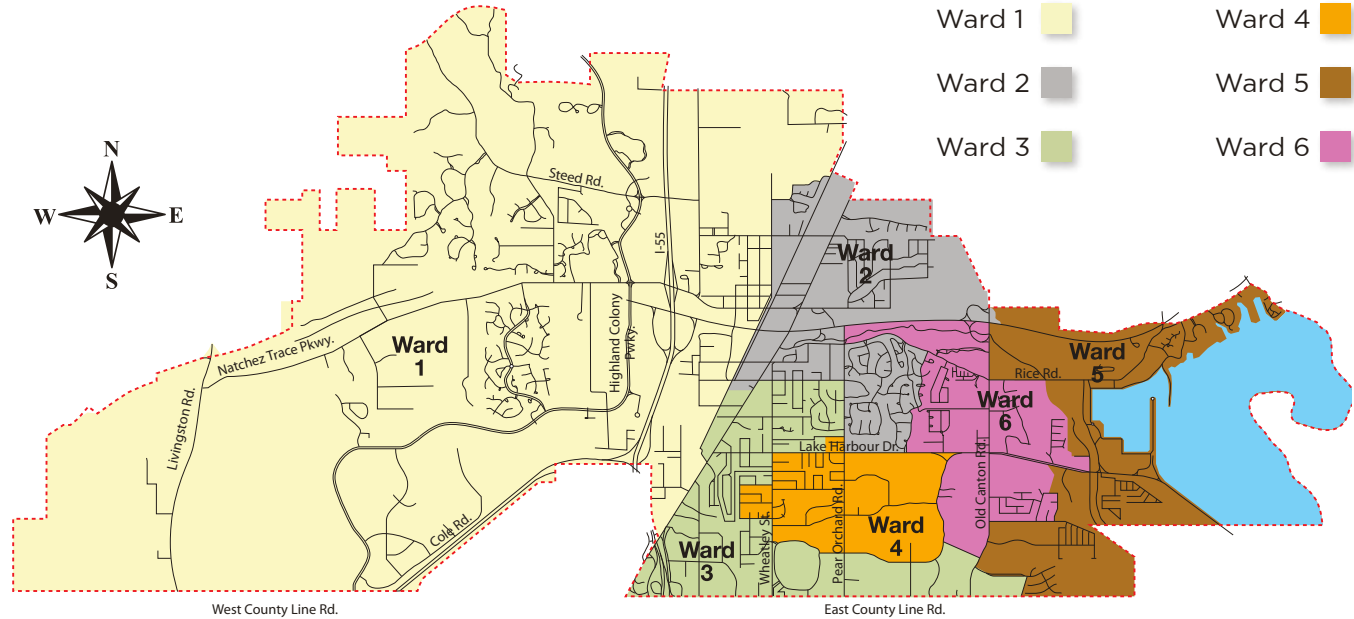 Ward 1
Ward 4
Ward 2
Ward 5
Ward 3
Ward 6
N
W
E
S
Steed Rd.
I-55
Ward
2
Highland Colony
Pwky.
Natchez Trace Pkwy.
Ward
1
Ward
5
Rice Rd.
Ward
6
Livingston Rd.
Lake Harbour Dr.
Old Canton Rd.
Cole Rd.
Ward
3
Wheatley St.
Pear Orchard Rd.
Ward
4
West County Line Rd.
East County Line Rd.